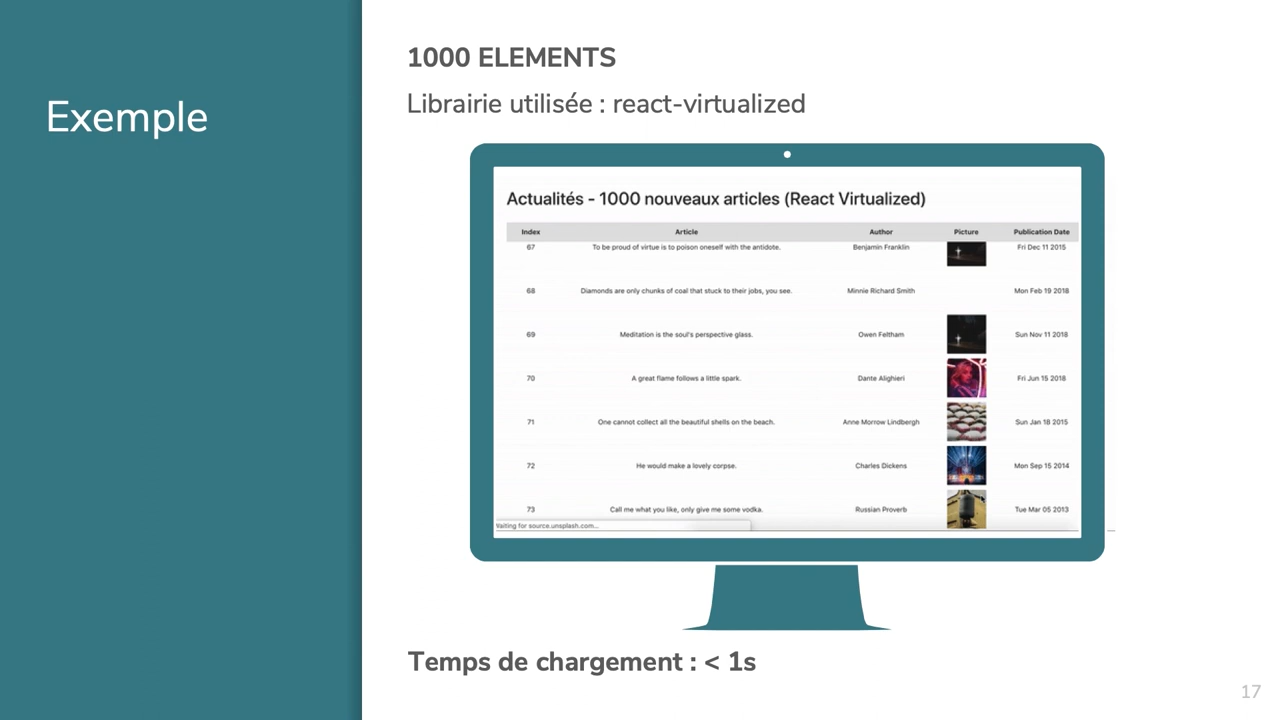 Exemple
1000 ELEMENTS
Librairie utilisée : react-virtualized
Actualités - 1000 nouveaux articles (React Virtualized)
Index Article Author Picture Publication Date
67 To be proud of virtue is to poison oneself with the antidote. Benjamin Franklin Fri Dec 11 2015
68 Diamonds are only chunks of coal that stuck to their jobs, you see. Minnie Richard Smith Mon Feb 19 2018
69 Meditation is the soul's perspective glass. Owen Feltham Sun Nov 11 2018
70 A great flame follows a little spark. Dante Alighieri Fri Jun 15 2018
71 One cannot collect all the beautiful shells on the beach. Anne Morrow Lindbergh Sun Jan 18 2015
72 He would make a lovely corpse. Charles Dickens Mon Sep 15 2014
73 Call me what you like, only give me some vodka. Russian Proverb Tue Mar 05 2013
Waiting for source.unsplash.com...
Temps de chargement : < 1s
17